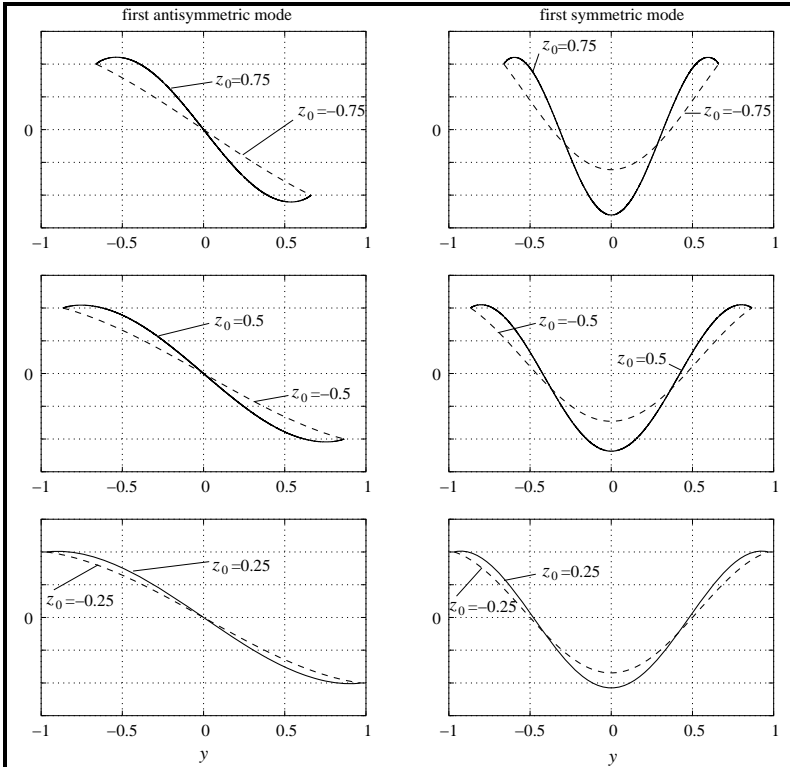 first antisymmetric mode
first symmetric mode
z0=0.75
z0=−0.75
0
−1 −0.5 0 0.5 1
z0=0.75
z0=−0.75
0
−1 −0.5 0 0.5 1
z0=0.5
z0=−0.5
0
−1 −0.5 0 0.5 1
z0=−0.5
z0=0.5
0
−1 −0.5 0 0.5 1
z0=0.25
z0=−0.25
0
−1 −0.5 0 0.5 1
y
z0=0.25
z0=−0.25
0
−1 −0.5 0 0.5 1
y